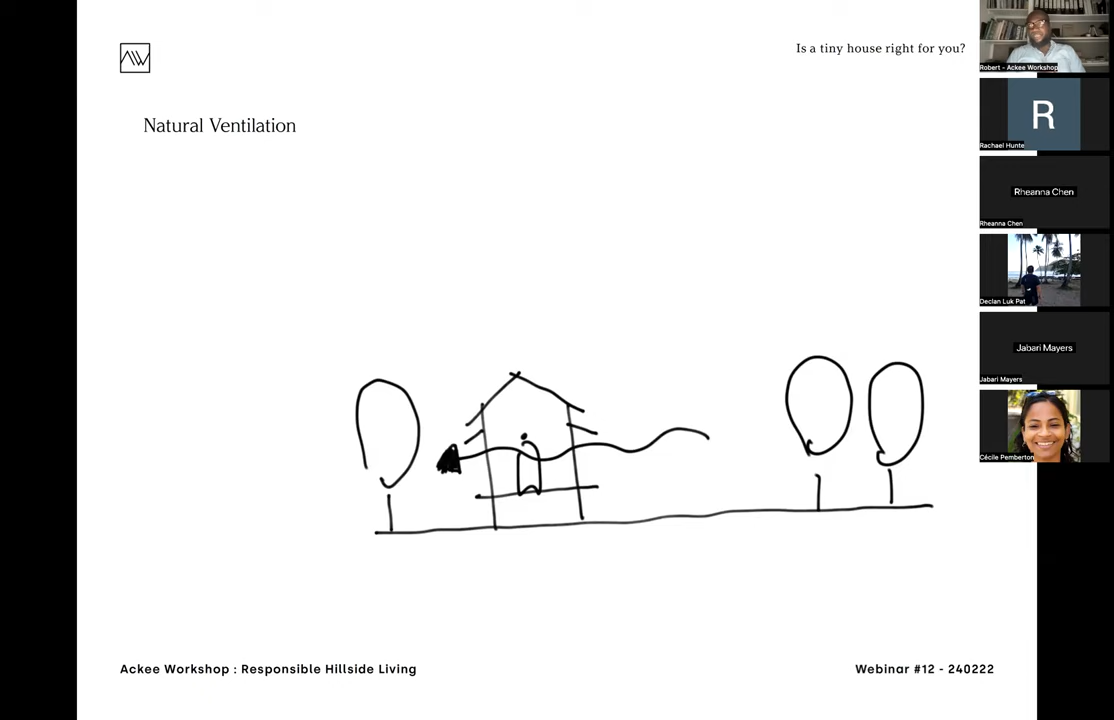 Is a tiny house right for you?
Natural Ventilation
Ackee Workshop : Responsible Hillside Living
Webinar #12 - 240222
Robert - Ackee Workshop
R
Rachael Hunte
Rheanna Chen
Rheanna Chen
Declan Luk Pat
Jabari Mayers
Jabari Mayers
Cécile Pemberton